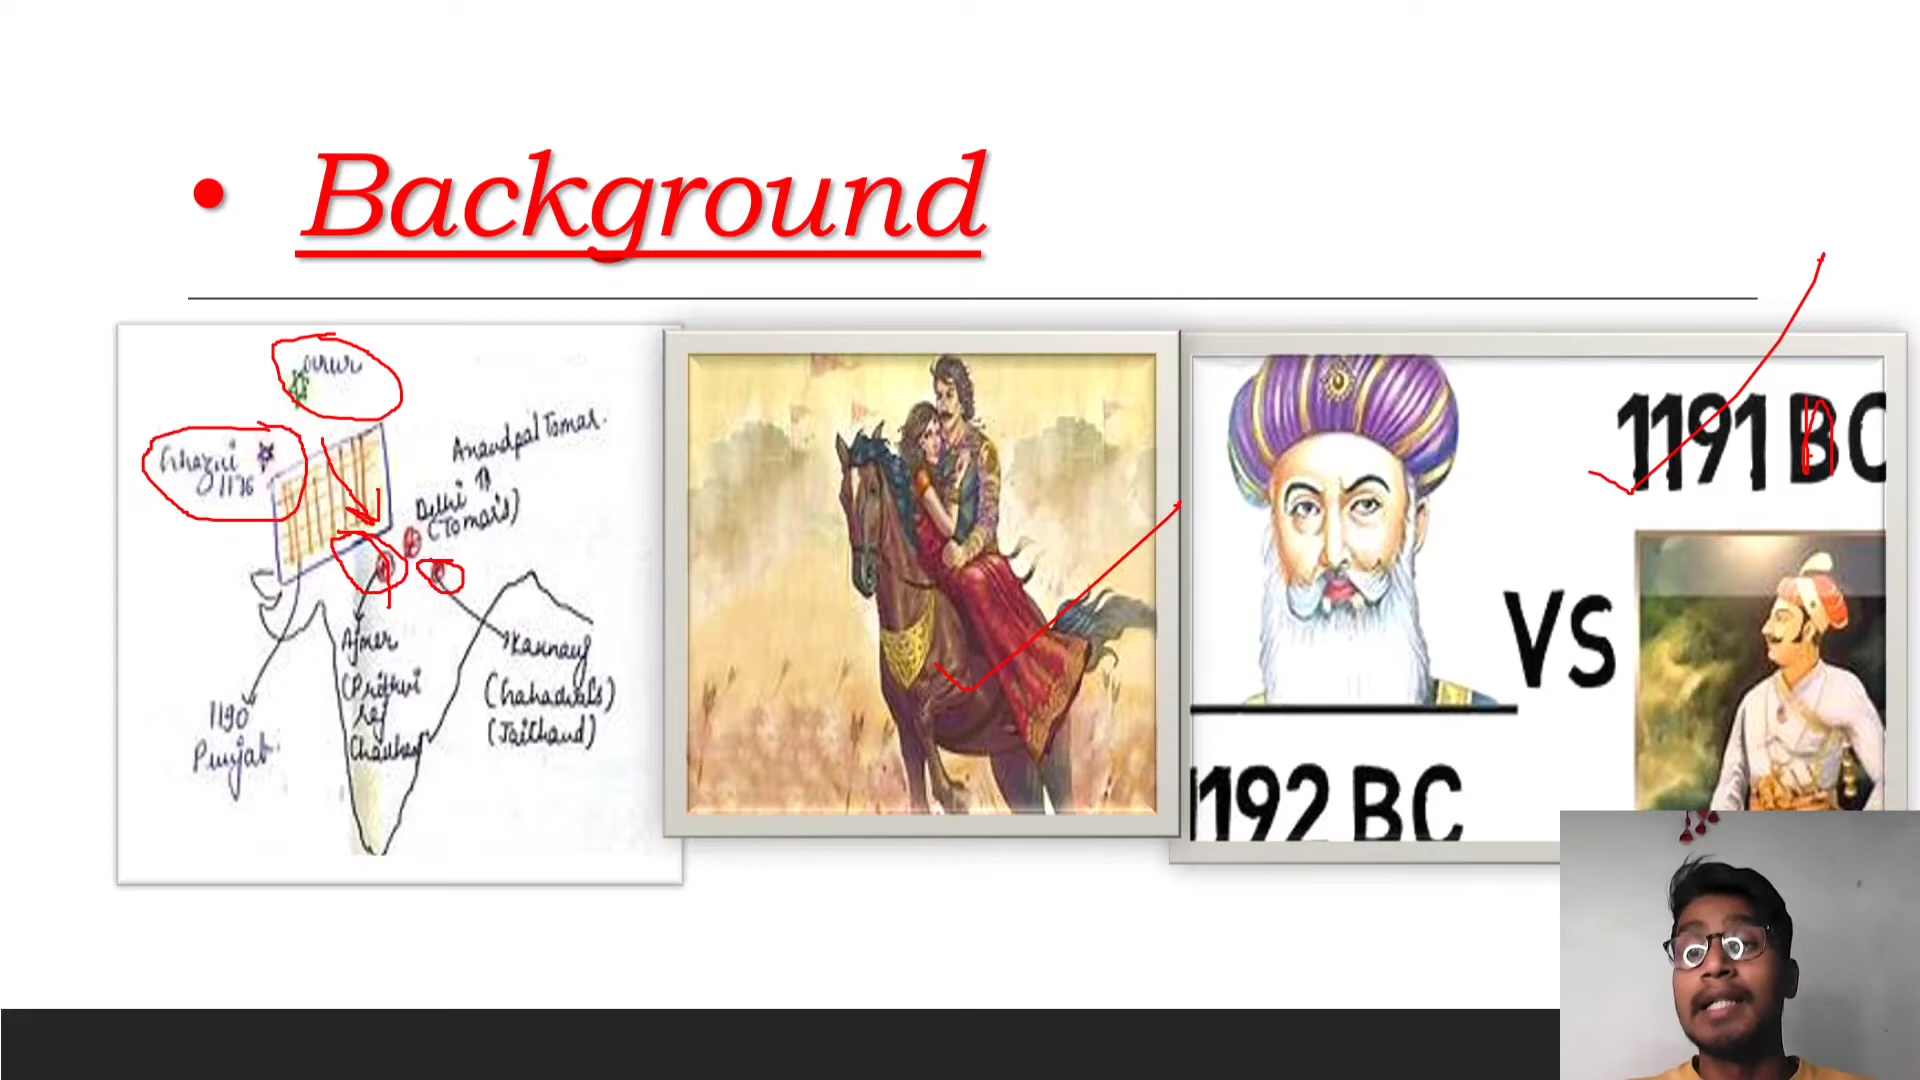 • Background
Ghazni
1176
Anandpal Tomar.
Delhi
(Tomar's)
Ajmer
(Prithvi
raj
Chauhan
Kannauj
(Gahadwals)
(Jaichand)
1190
Punjab.
1191 BC
VS
1192 BC